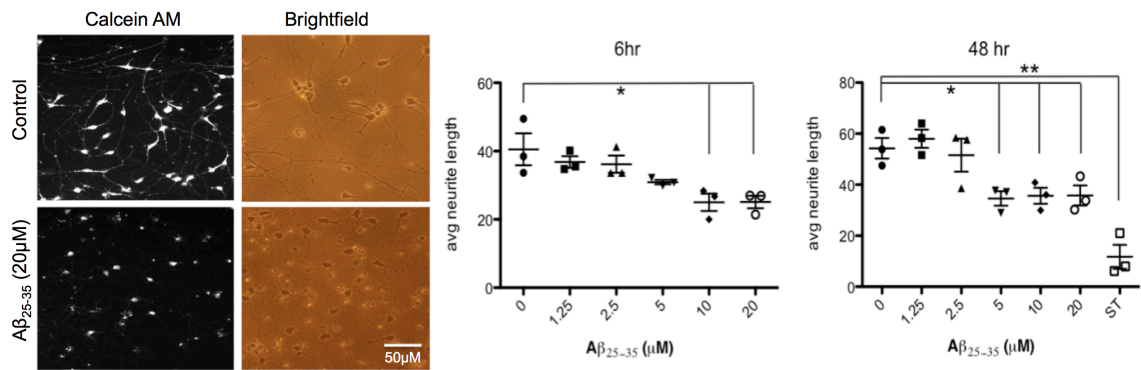 Calcein AM
Brightfield
Control
Aβ25-35 (20μM)
50μM
6hr
avg neurite length
60
40
20
0
*
0
1.25
2.5
5
10
20
Aβ25-35 (μM)
48 hr
avg neurite length
80
60
40
20
0
**
*
0
1.25
2.5
5
10
20
ST
Aβ25-35 (μM)